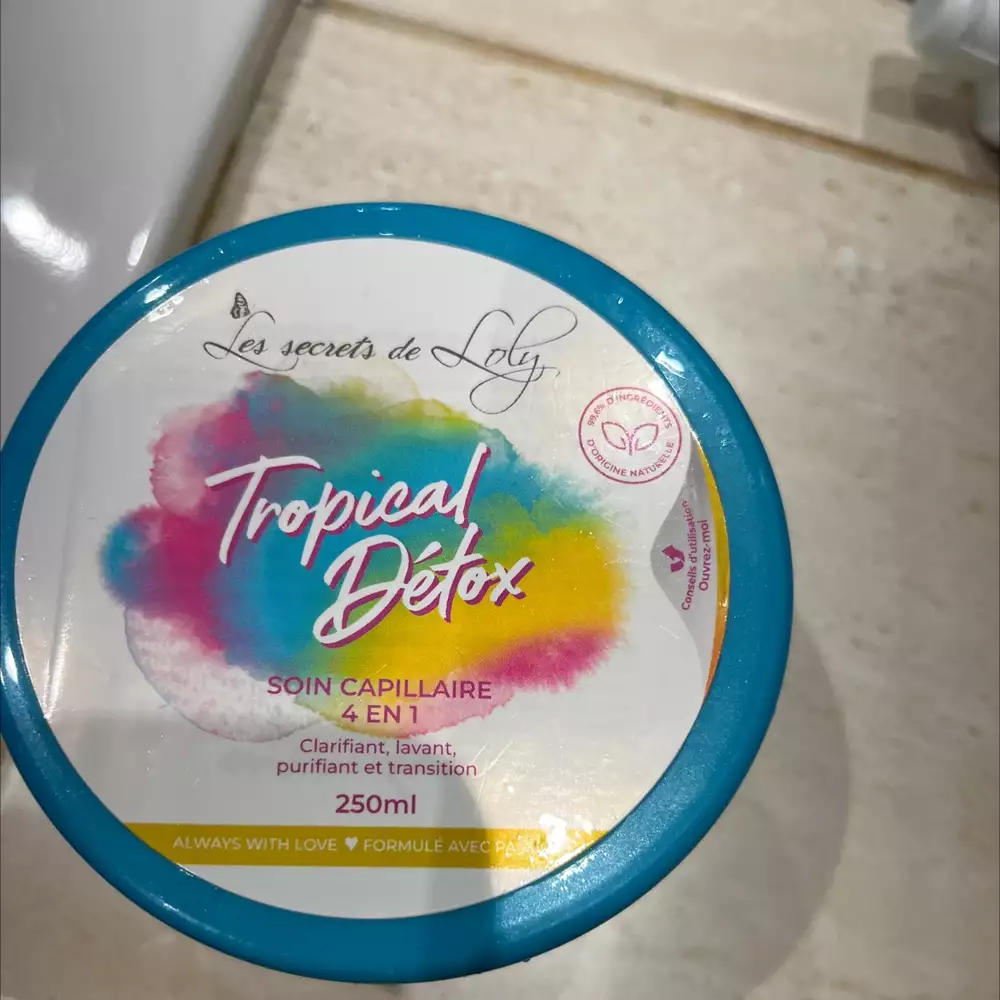 Les secrets de Loly
99,6% D'INGRÉDIENTS
D'ORIGINE NATURELLE
Tropical
Détox
Conseils d'utilisation
Ouvrez-moi
SOIN CAPILLAIRE
4 EN 1
Clarifiant, lavant,
purifiant et transition
250ml
ALWAYS WITH LOVE ♥ FORMULÉ AVEC